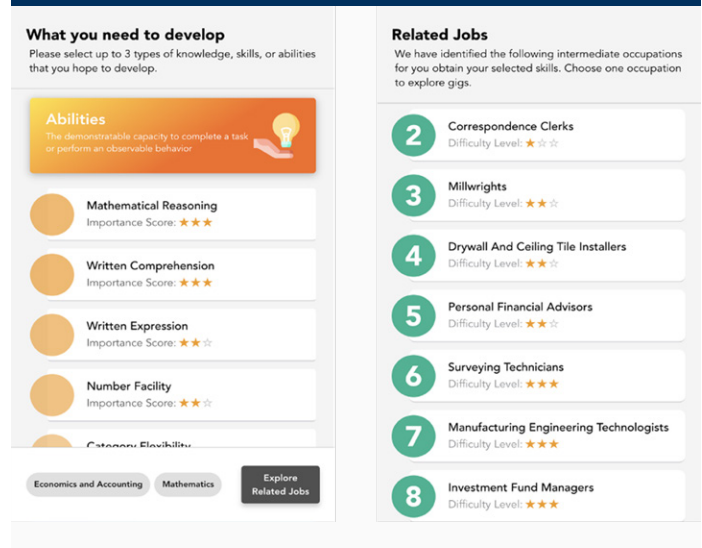 What you need to develop
Please select up to 3 types of knowledge, skills, or abilities
that you hope to develop.
Abilities
The demonstratable capacity to complete a task
or perform an observable behavior
Mathematical Reasoning
Importance Score: ★★★
Written Comprehension
Importance Score: ★★★
Written Expression
Importance Score: ★★☆
Number Facility
Importance Score: ★★☆
Category Flexibility
Economics and Accounting
Mathematics
Explore
Related Jobs
Related Jobs
We have identified the following intermediate occupations
for you obtain your selected skills. Choose one occupation
to explore gigs.
2
Correspondence Clerks
Difficulty Level: ★☆☆
3
Millwrights
Difficulty Level: ★★☆
4
Drywall And Ceiling Tile Installers
Difficulty Level: ★★☆
5
Personal Financial Advisors
Difficulty Level: ★★☆
6
Surveying Technicians
Difficulty Level: ★★★
7
Manufacturing Engineering Technologists
Difficulty Level: ★★★
8
Investment Fund Managers
Difficulty Level: ★★★